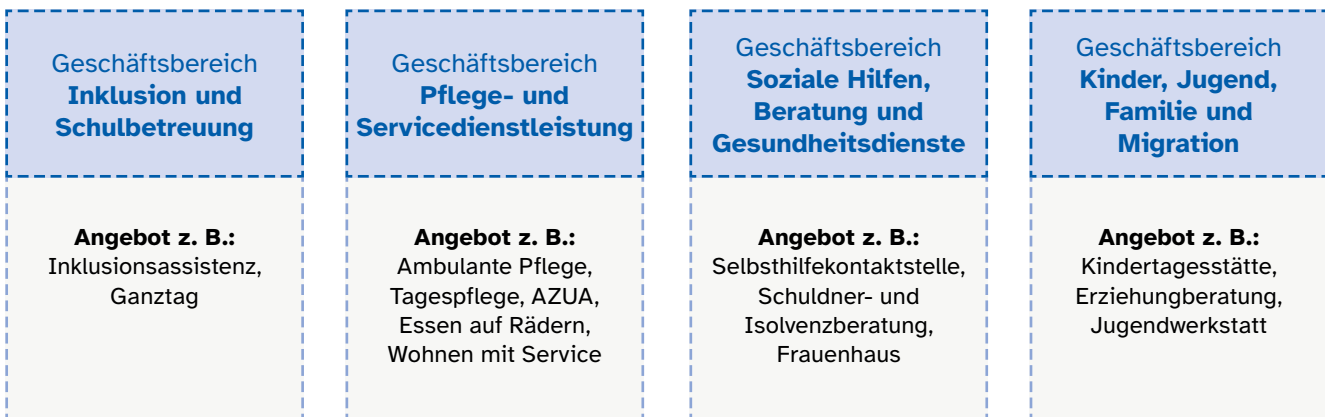 Geschäftsbereich
Inklusion und
Schulbetreuung
Angebot z. B.:
Inklusionsassistenz,
Ganztag
Geschäftsbereich
Pflege- und
Servicedienstleistung
Angebot z. B.:
Ambulante Pflege,
Tagespflege, AZUA,
Essen auf Rädern,
Wohnen mit Service
Geschäftsbereich
Soziale Hilfen,
Beratung und
Gesundheitsdienste
Angebot z. B.:
Selbsthilfekontaktstelle,
Schuldner- und
Isolvenzberatung,
Frauenhaus
Geschäftsbereich
Kinder, Jugend,
Familie und
Migration
Angebot z. B.:
Kindertagesstätte,
Erziehungberatung,
Jugendwerkstatt